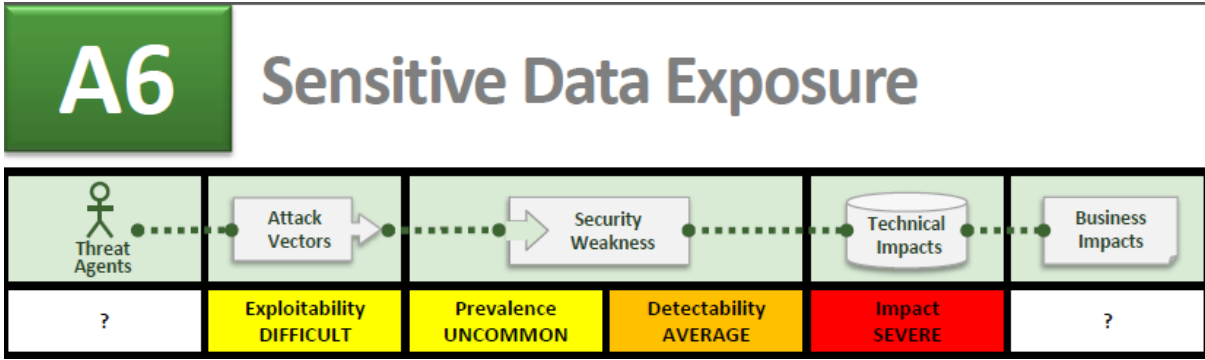 A6
Sensitive Data Exposure
Threat
Agents
Attack
Vectors
Security
Weakness
Technical
Impacts
Business
Impacts
?
Exploitability
DIFFICULT
Prevalence
UNCOMMON
Detectability
AVERAGE
Impact
SEVERE
?